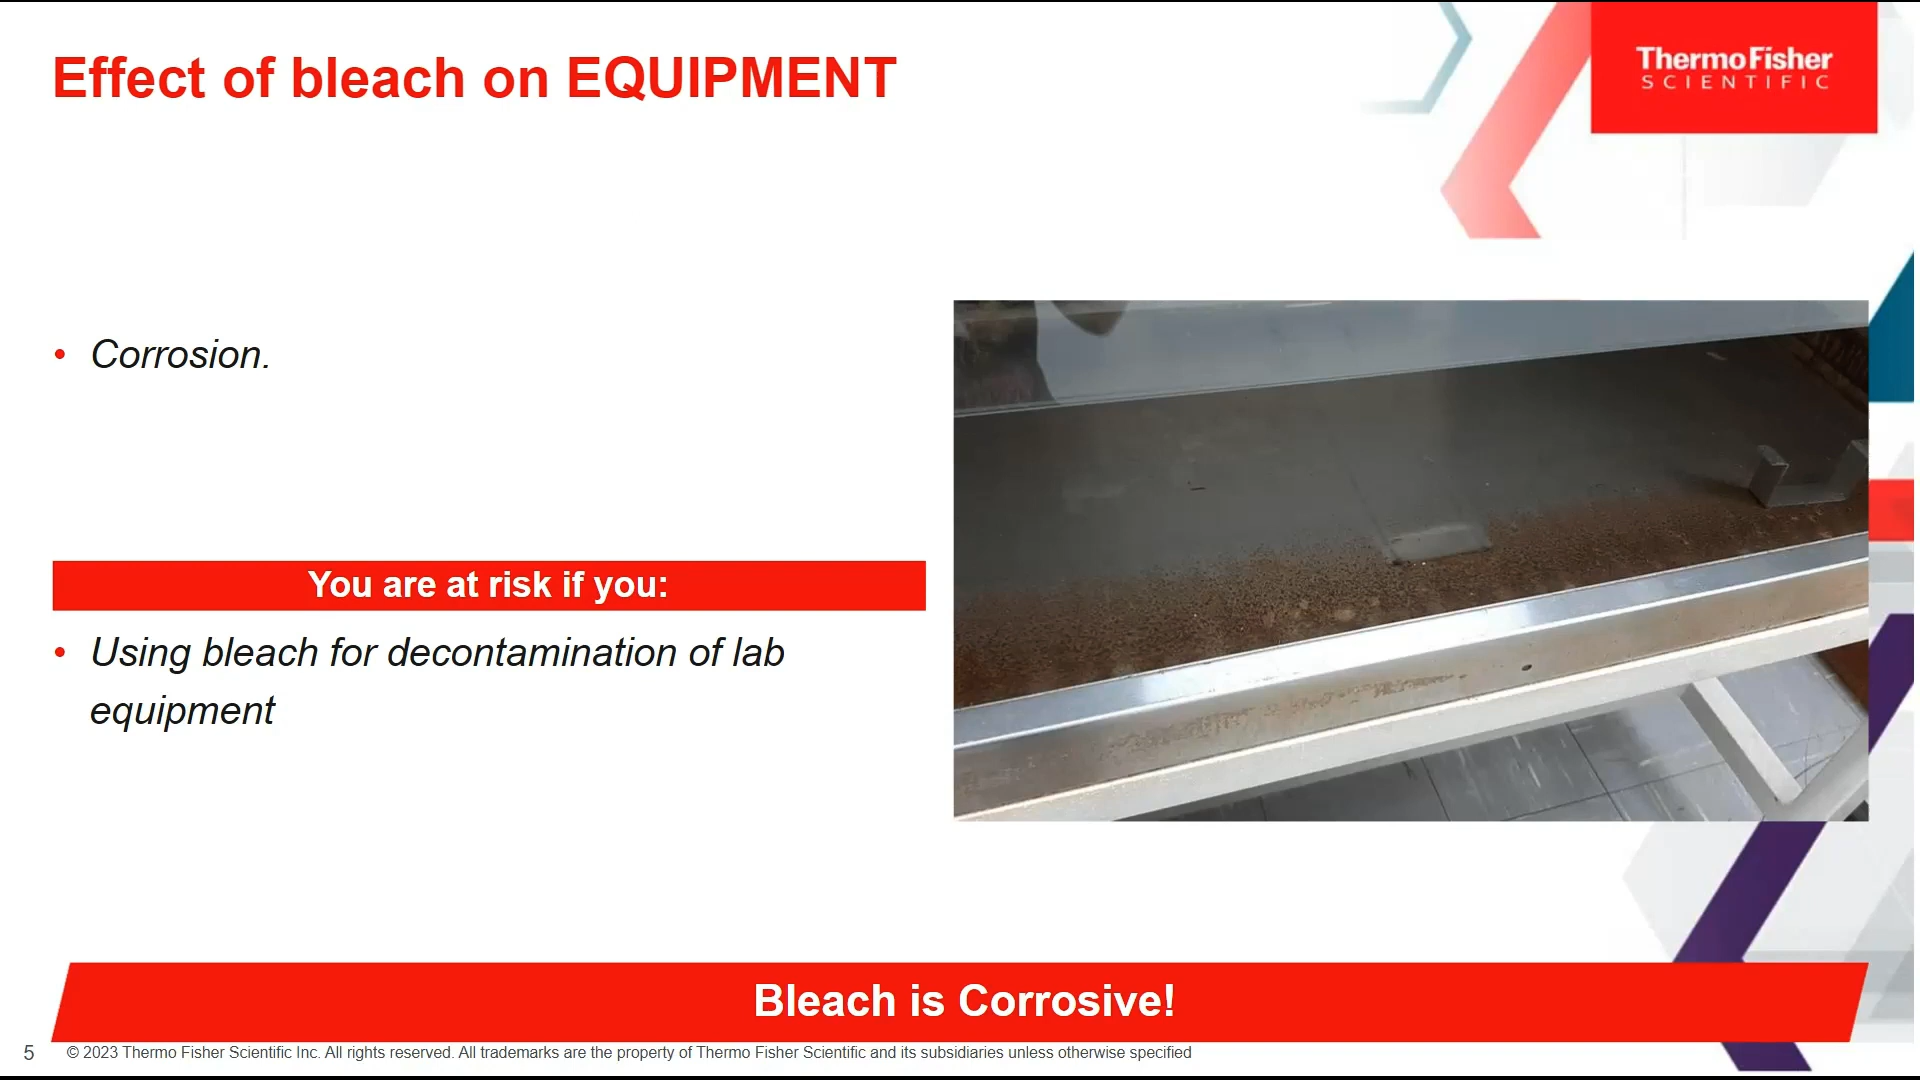 Effect of bleach on EQUIPMENT
ThermoFisher
SCIENTIFIC
• Corrosion.
You are at risk if you:
• Using bleach for decontamination of lab
equipment
Bleach is Corrosive!
5
© 2023 Thermo Fisher Scientific Inc. All rights reserved. All trademarks are the property of Thermo Fisher Scientific and its subsidiaries unless otherwise specified